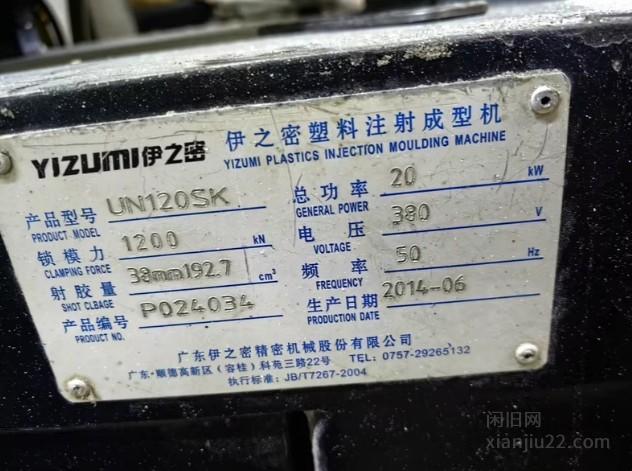 YIZUMI伊之密 伊之密塑料注射成型机
YIZUMI PLASTICS INJECTION MOULDING MACHINE
产品型号 UN120SK
PRODUCT MODEL
锁模力 1200 kN
CLAMPING FORCE
射胶量 38mm192.7 cm³
SHOT CLBAGE
产品编号 P024034
PRODUCT NO.
总功率 20 kW
GENERAL POWER
电压 380 V
VOLTAGE
频率 50 Hz
FREQUENCY
生产日期 2014-06
PRODUCTION DATE
广东伊之密精密机械股份有限公司
广东·顺德高新区（容桂）科苑三路22号 TEL: 0757-29265132
执行标准: JB/T7267-2004
闲旧网
xianjiu22.com